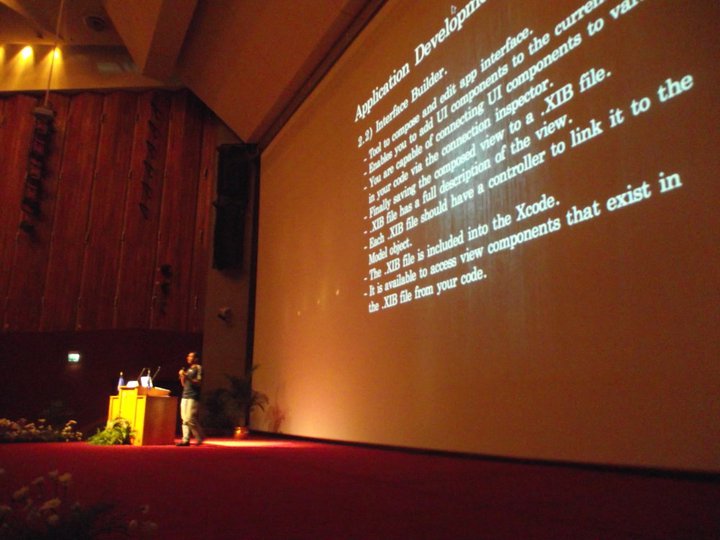 Application Development
2.2) Interface Builder.
- Tool to compose and edit app interface.
- Enables you to add UI components to the current
- You are capable of connecting UI components to
in your code via the connection inspector.
- Finally saving the composed view to a .XIB file.
- .XIB file has a full description of the view.
- Each .XIB file should have a controller to link it to the
Model object.
- The .XIB file is included into the Xcode.
- It is available to access view components that exist in
the .XIB file from your code.